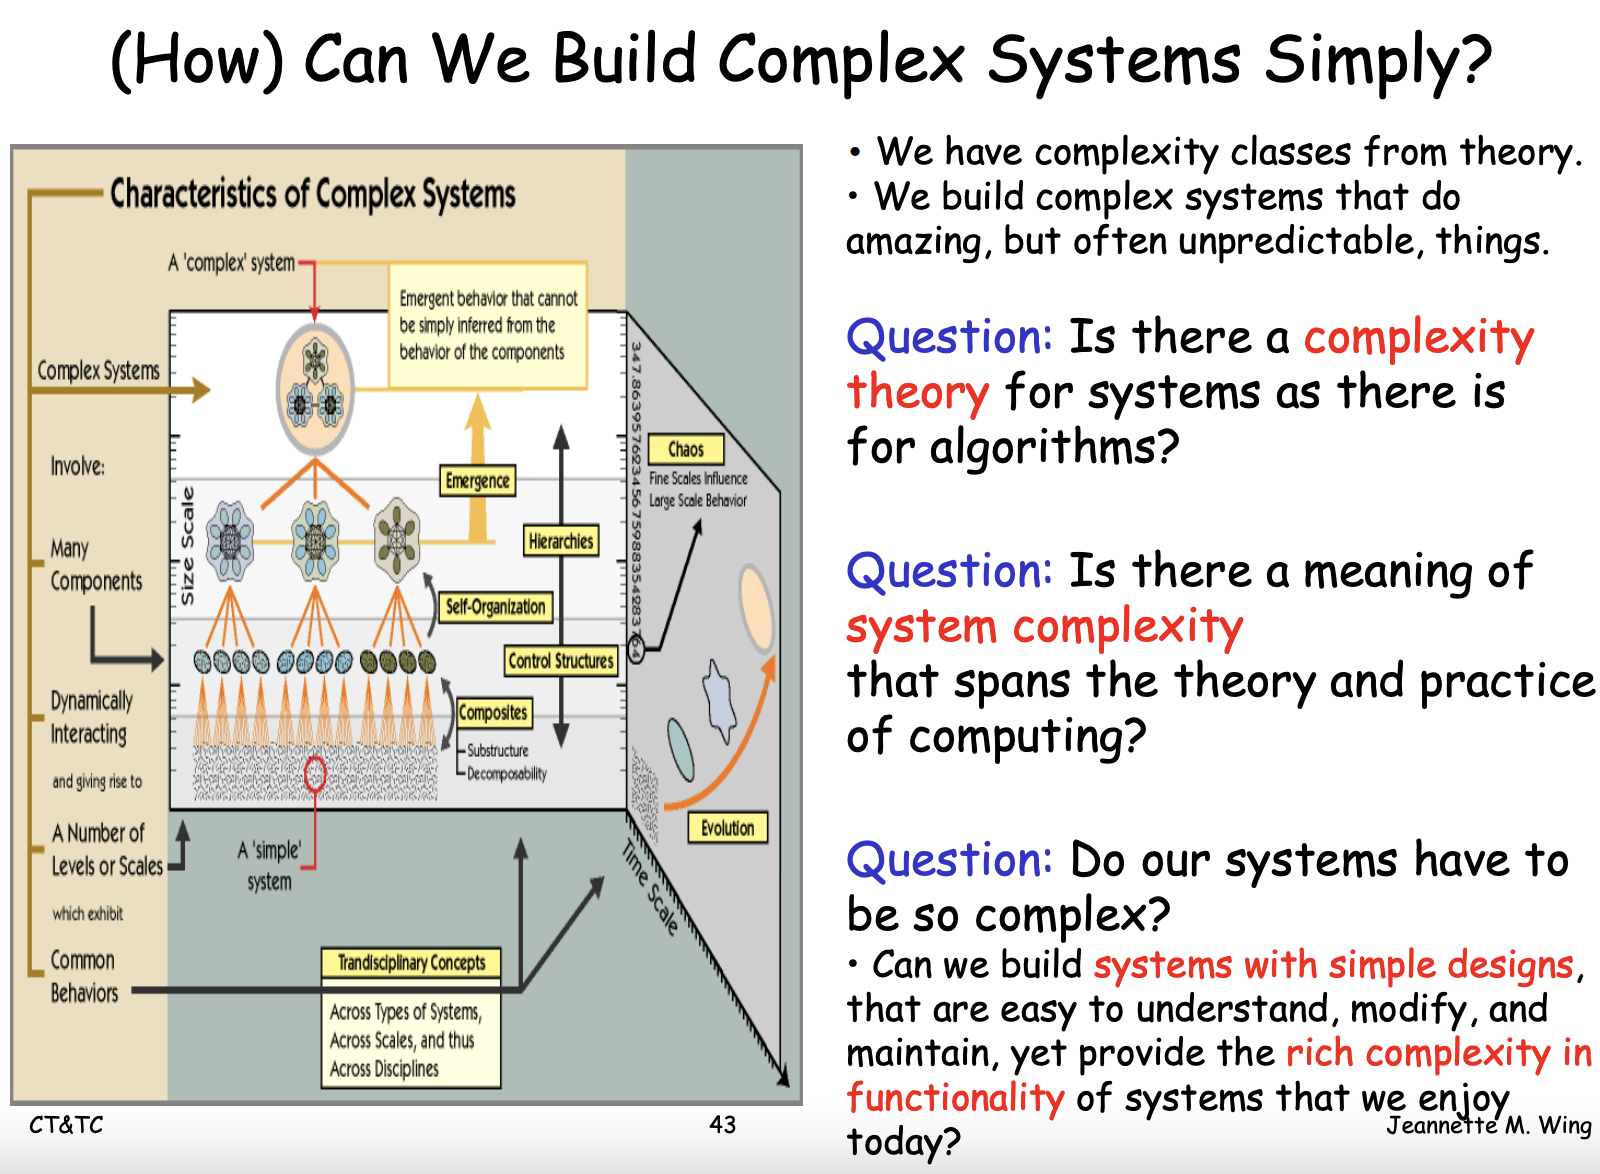 (How) Can We Build Complex Systems Simply?
Characteristics of Complex Systems
A 'complex' system
Emergent behavior that cannot
be simply inferred from the
behavior of the components
Complex Systems
Involve:
Many
Components
Dynamically
Interacting
and giving rise to
A Number of
Levels or Scales
which exhibit
Common
Behaviors
Size Scale
Emergence
Hierarchies
Self-Organization
Control Structures
Composites
Substructure
Decomposability
A 'simple'
system
Chaos
Fine Scales Influence
Large Scale Behavior
Evolution
Time Scale
Trandisciplinary Concepts
Across Types of Systems,
Across Scales, and thus
Across Disciplines
• We have complexity classes from theory.
• We build complex systems that do
amazing, but often unpredictable, things.
Question: Is there a complexity
theory for systems as there is
for algorithms?
Question: Is there a meaning of
system complexity
that spans the theory and practice
of computing?
Question: Do our systems have to
be so complex?
• Can we build systems with simple designs,
that are easy to understand, modify, and
maintain, yet provide the rich complexity in
functionality of systems that we enjoy
today?
CT&TC
43
Jeannette M. Wing